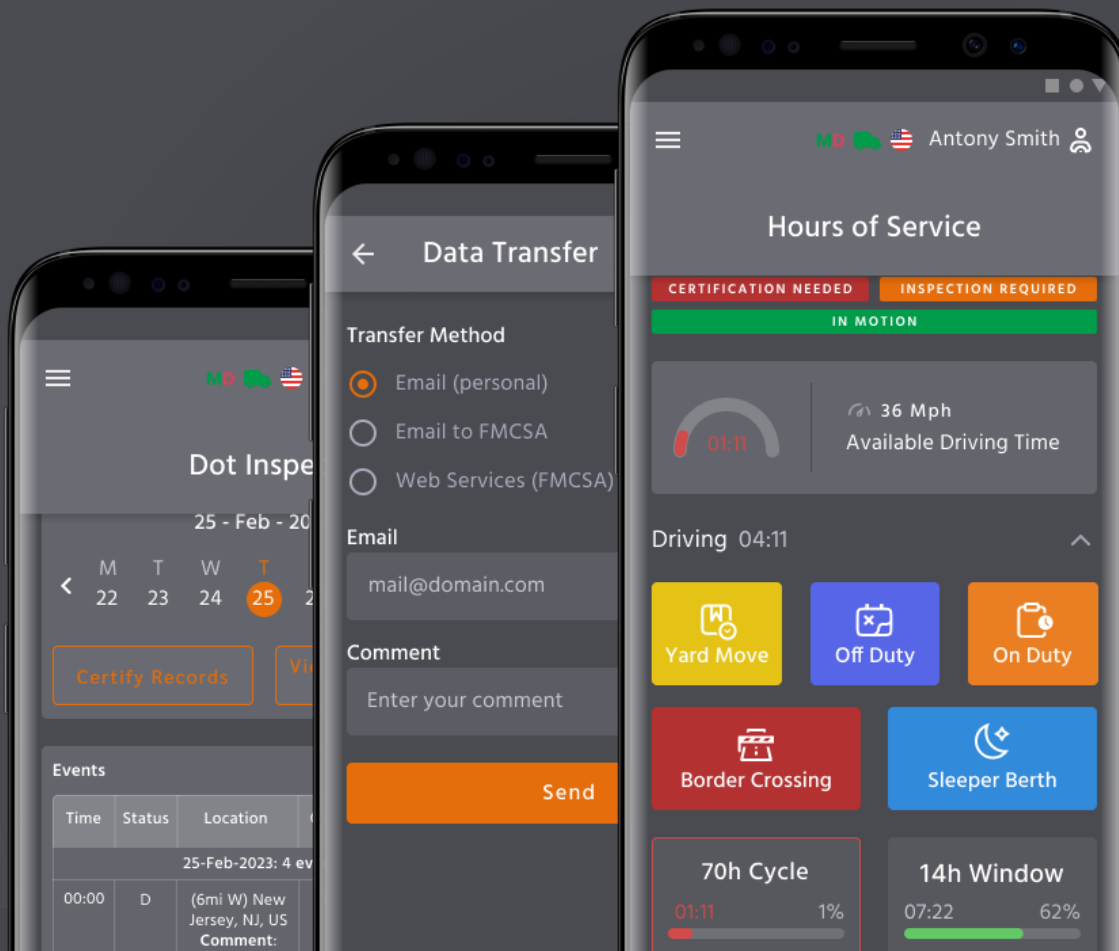 MD
Dot Inspe
25 - Feb - 20
M T W T
22 23 24 25 2
Certify Records
Vie
Events
Time Status Location
25-Feb-2023: 4 ev
00:00 D (6mi W) New
Jersey, NJ, US
Comment:
Data Transfer
Transfer Method
Email (personal)
Email to FMCSA
Web Services (FMCSA)
Email
mail@domain.com
Comment
Enter your comment
Send
MD Antony Smith
Hours of Service
CERTIFICATION NEEDED INSPECTION REQUIRED
IN MOTION
01:11
36 Mph
Available Driving Time
Driving 04:11
Yard Move Off Duty On Duty
Border Crossing Sleeper Berth
70h Cycle
01:11 1%
14h Window
07:22 62%